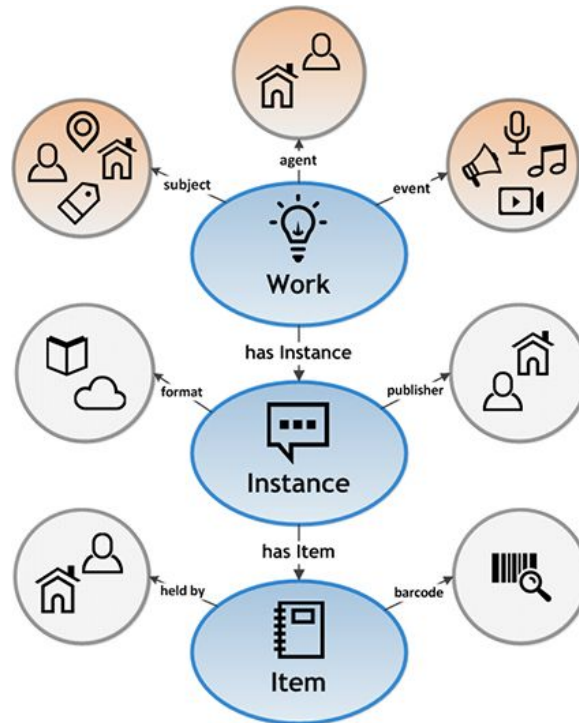 agent
subject
event
Work
has Instance
format
publisher
Instance
has Item
held by
barcode
Item